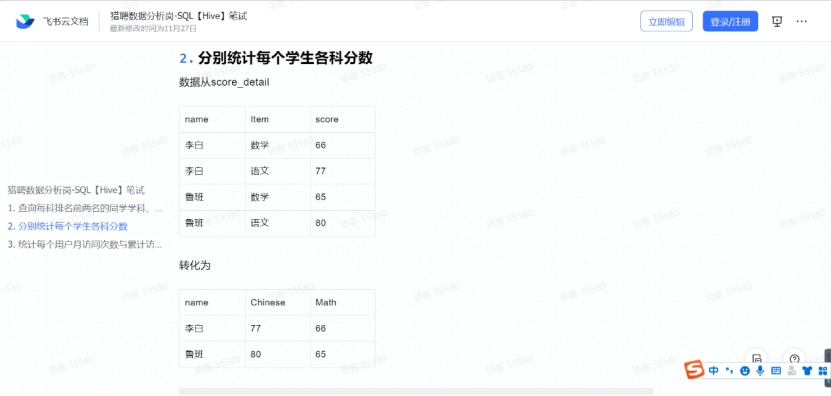 飞书云文档
猎聘数据分析岗-SQL【Hive】笔试
最新修改时间为11月27日
立即编辑
登录/注册
猎聘数据分析岗-SQL【Hive】笔试
1. 查询每科排名前两名的同学学科、...
2. 分别统计每个学生各科分数
3. 统计每个用户月访问次数与累计访...
2. 分别统计每个学生各科分数
数据从score_detail
name Item score
李白 数学 66
李白 语文 77
鲁班 数学 65
鲁班 语文 80
转化为
name Chinese Math
李白 77 66
鲁班 80 65
访客 55580
中